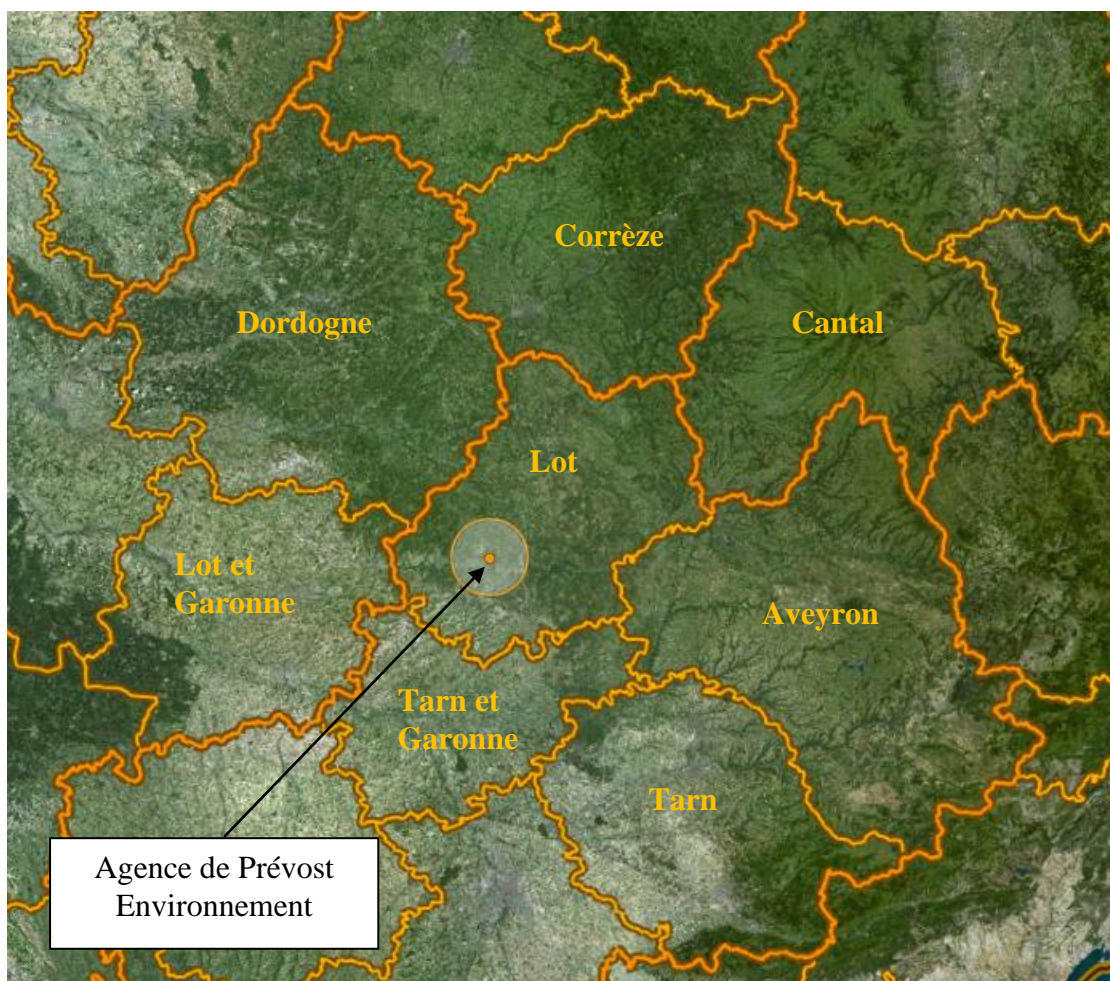 Corrèze
Dordogne
Cantal
Lot
Lot et
Garonne
Aveyron
Tarn et
Garonne
Tarn
Agence de Prévost
Environnement